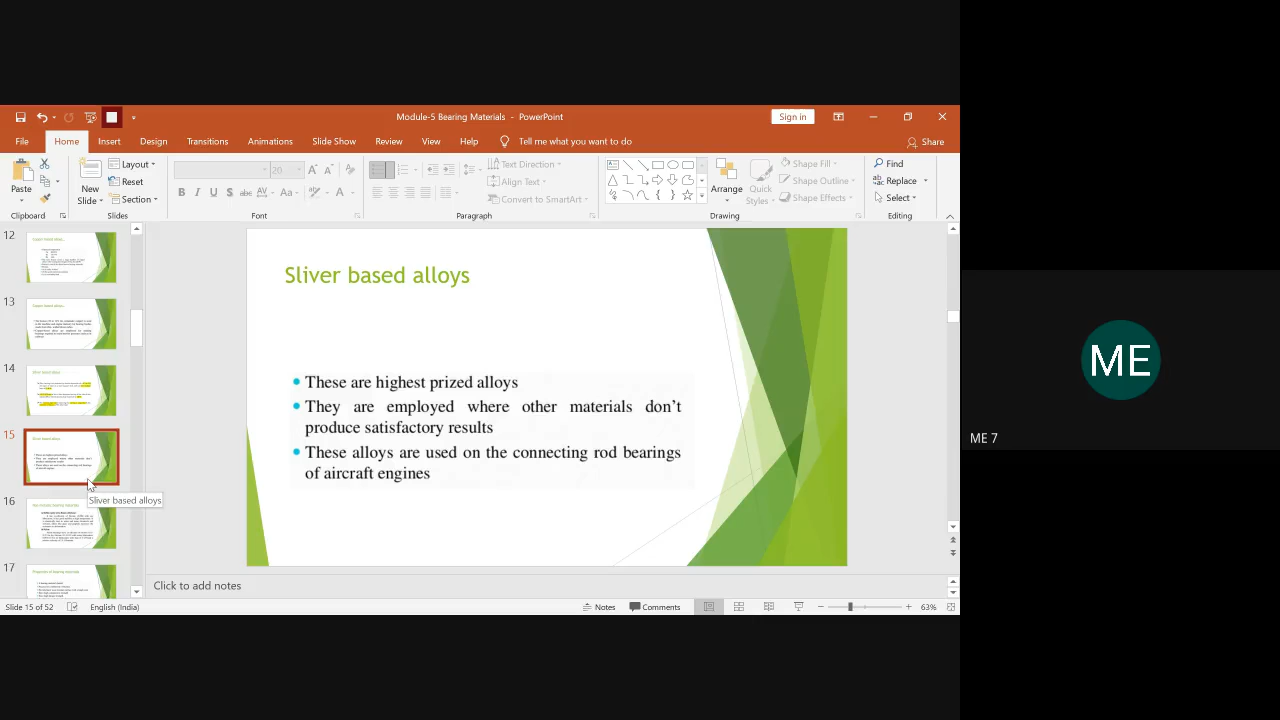 Module-5 Bearing Materials - PowerPoint
Sign in
File Home Insert Design Transitions Animations Slide Show Review View Help Tell me what you want to do Share
Paste
Clipboard
New Slide
Layout
Reset
Section
Slides
20
Font
Text Direction
Align Text
Convert to SmartArt
Paragraph
Arrange
Quick Styles
Shape Fill
Shape Outline
Shape Effects
Drawing
Find
Replace
Select
Editing
12
13
14
15
16
17
Sliver based alloys
Sliver based alloys
These are highest prized alloys
They are employed where other materials don't
produce satisfactory results
These alloys are used on the connecting rod bearings
of aircraft engines
Click to add notes
Slide 15 of 52 English (India) Notes Comments 63%
ME
ME 7